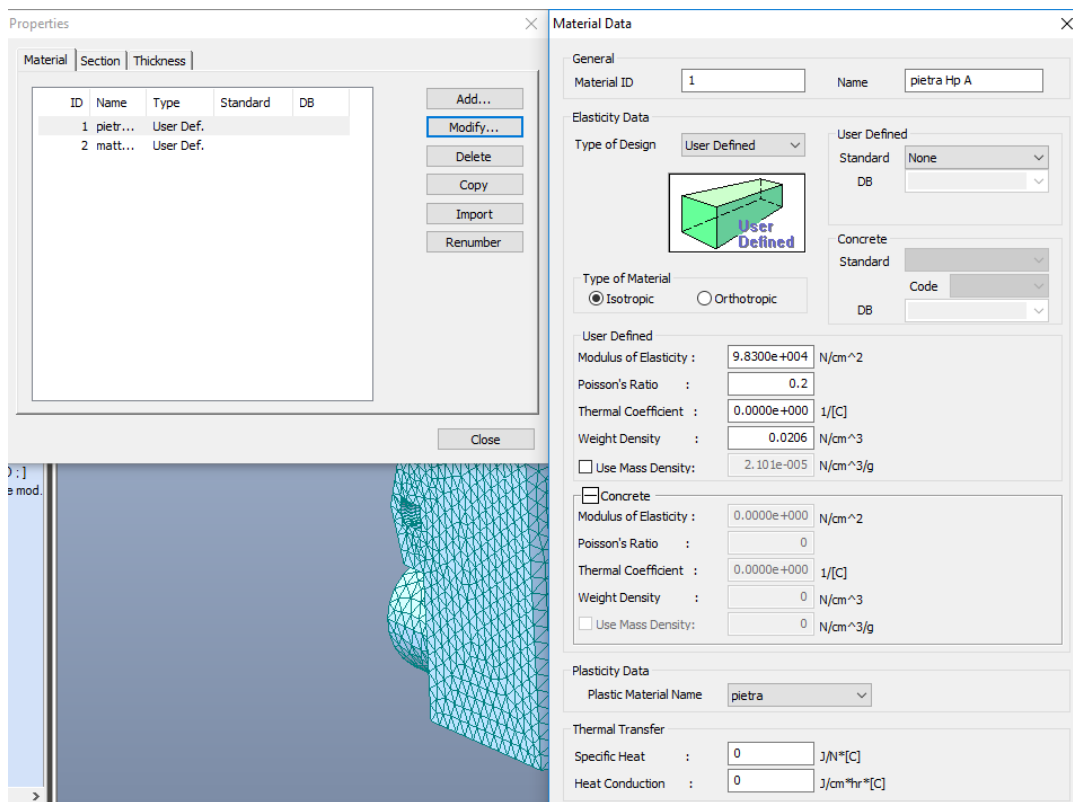 Properties
Material Section Thickness
ID Name Type Standard DB
1 pietr... User Def.
2 matt... User Def.
Add...
Modify...
Delete
Copy
Import
Renumber
Close
; ]
e mod.
>
Material Data
General
Material ID 1 Name pietra Hp A
Elasticity Data
Type of Design User Defined
User Defined
Standard None
DB
User
Defined
Concrete
Standard
Code
DB
Type of Material
Isotropic Orthotropic
User Defined
Modulus of Elasticity : 9.8300e+004 N/cm^2
Poisson's Ratio : 0.2
Thermal Coefficient : 0.0000e+000 1/[C]
Weight Density : 0.0206 N/cm^3
Use Mass Density: 2.101e-005 N/cm^3/g
Concrete
Modulus of Elasticity : 0.0000e+000 N/cm^2
Poisson's Ratio : 0
Thermal Coefficient : 0.0000e+000 1/[C]
Weight Density : 0 N/cm^3
Use Mass Density: 0 N/cm^3/g
Plasticity Data
Plastic Material Name pietra
Thermal Transfer
Specific Heat : 0 J/N*[C]
Heat Conduction : 0 J/cm*hr*[C]